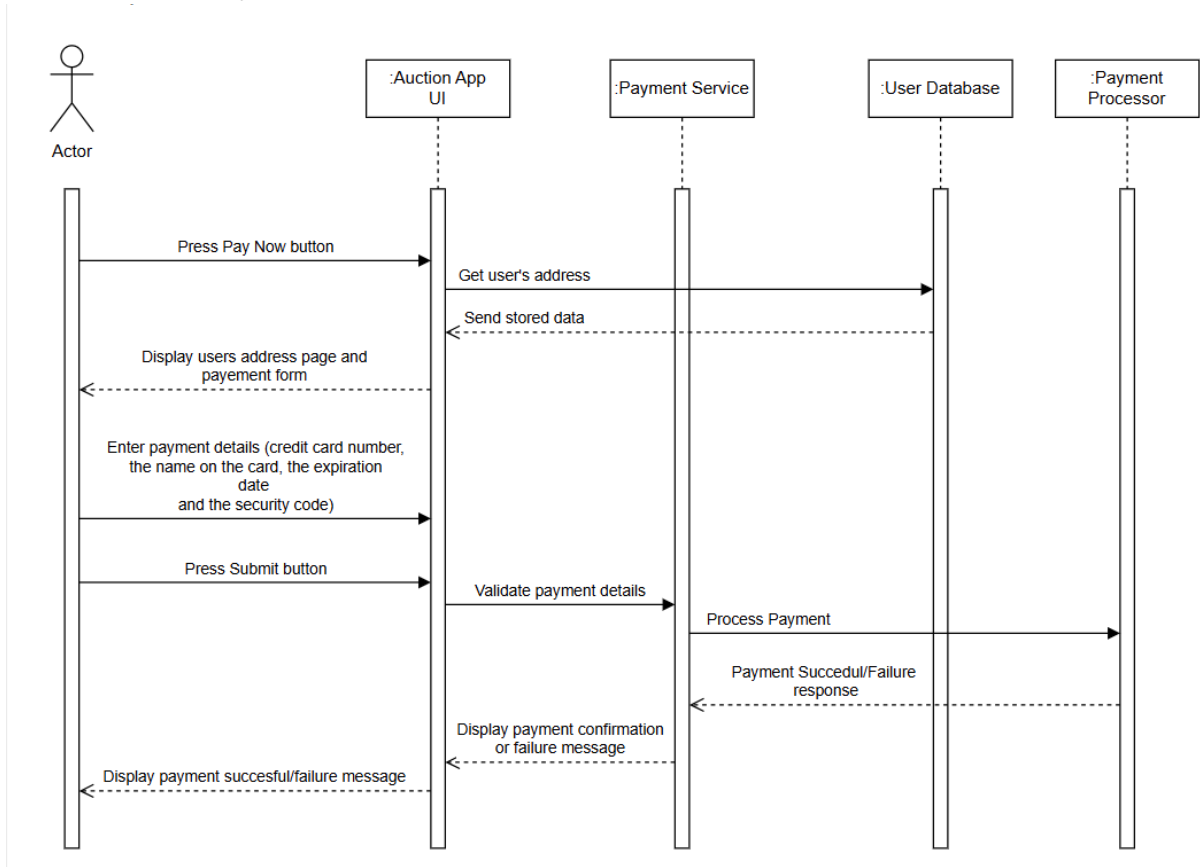 :Auction App
UI
:Payment Service
:User Database
:Payment
Processor
Actor
Press Pay Now button
Get user's address
Send stored data
Display users address page and
payement form
Enter payment details (credit card number,
the name on the card, the expiration
date
and the security code)
Press Submit button
Validate payment details
Process Payment
Payment Succedul/Failure
response
Display payment confirmation
or failure message
Display payment succesful/failure message